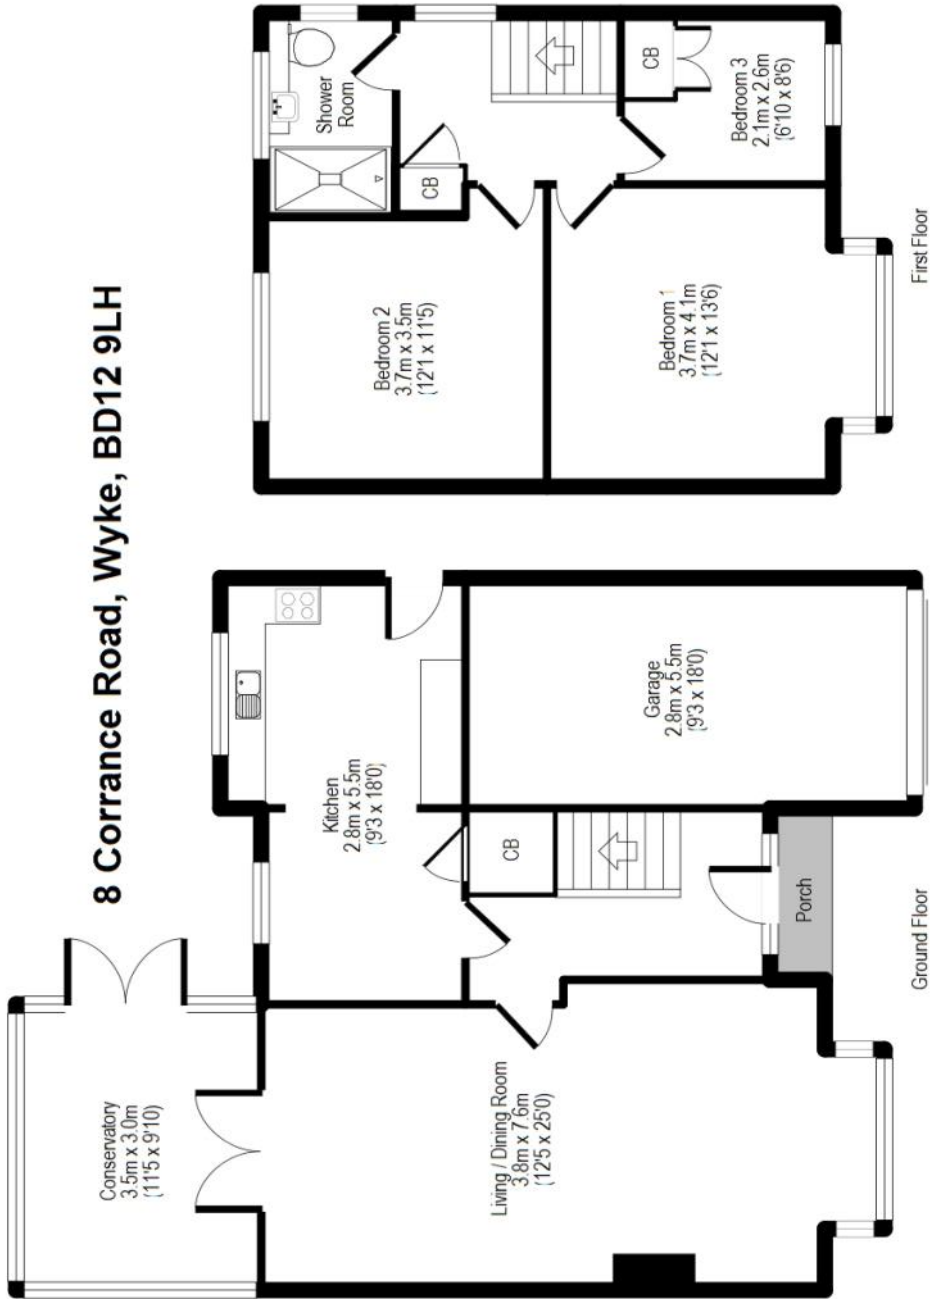 8 Corrance Road, Wyke, BD12 9LH
Conservatory
3.5m x 3.0m
(11'5 x 9'10)
Kitchen
2.8m x 5.5m
(9'3 x 18'0)
Living / Dining Room
3.8m x 7.6m
(12'5 x 25'0)
CB
Garage
2.8m x 5.5m
(9'3 x 18'0)
Porch
Ground Floor
Shower
Room
CB
CB
Bedroom 2
3.7m x 3.5m
(12'1 x 11'5)
Bedroom 1
3.7m x 4.1m
(12'1 x 13'6)
Bedroom 3
2.1m x 2.6m
(6'10 x 8'6)
First Floor